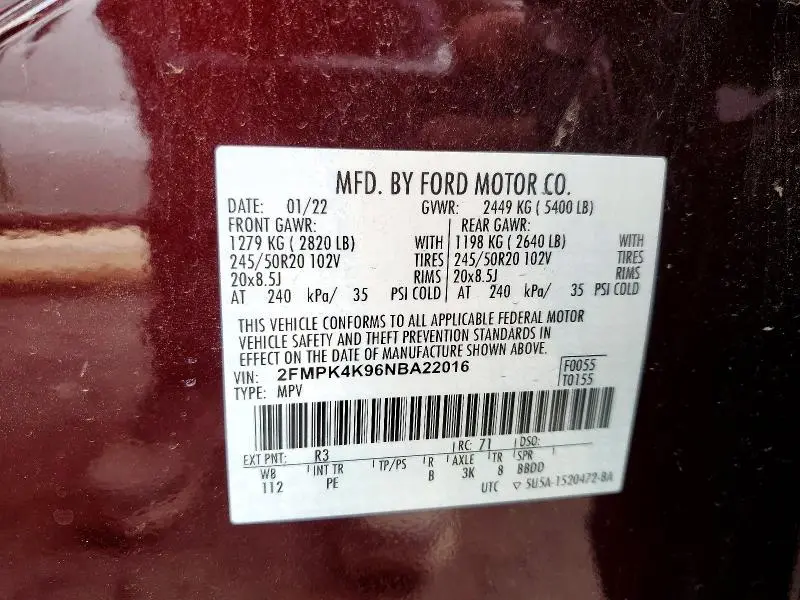 MFD. BY FORD MOTOR CO.
DATE: 01/22 GVWR: 2449 KG ( 5400 LB)
FRONT GAWR: REAR GAWR:
1279 KG ( 2820 LB) WITH 1198 KG ( 2640 LB) WITH
245/50R20 102V TIRES 245/50R20 102V TIRES
20x8.5J RIMS 20x8.5J RIMS
AT 240 kPa/ 35 PSI COLD AT 240 kPa/ 35 PSI COLD
THIS VEHICLE CONFORMS TO ALL APPLICABLE FEDERAL MOTOR
VEHICLE SAFETY AND THEFT PREVENTION STANDARDS IN
EFFECT ON THE DATE OF MANUFACTURE SHOWN ABOVE.
VIN: 2FMPK4K96NBA22016 F0055
TYPE: MPV T0155
EXT PNT: R3 RC: 71 DSO:
WB INT TR TP/PS R AXLE TR SPR
112 PE B 3K 8 BBDD
UTC ▽ SU5A-1520472-BA